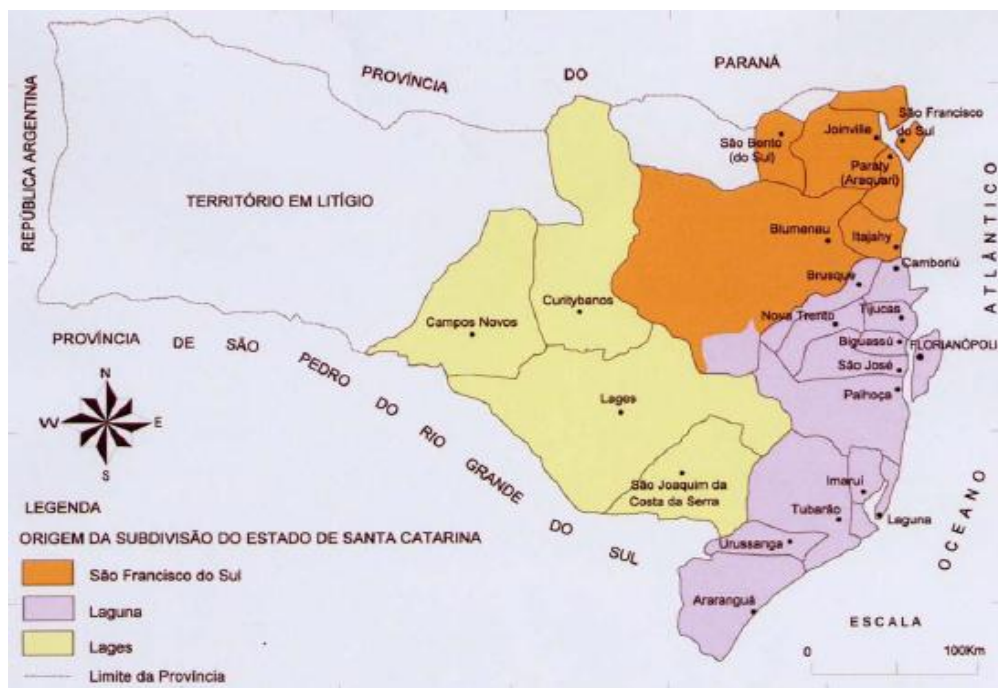 PROVÍNCIA DO PARANÁ
REPÚBLICA ARGENTINA
São Francisco
do Sul
Joinville
São Bento
(do Sul)
Paraty
(Araquari)
TERRITÓRIO EM LITÍGIO
ATLÂNTICO
Blumenau
Itajahy
Camboriú
Brusque
Curitybanos
Tijucas
Nova Trento
Campos Novos
PROVÍNCIA DE SÃO PEDRO DO RIO GRANDE DO SUL
Biguassú
FLORIANÓPOLI
São José
Palhoça
N
W E
S
Lages
São Joaquim da
Costa da Serra
Imaruí
Tubarão
Laguna
OCEANO
Urussanga
Araranguá
LEGENDA
ORIGEM DA SUBDIVISÃO DO ESTADO DE SANTA CATARINA
São Francisco do Sul
Laguna
Lages
Limite da Província
ESCALA
0 100Km